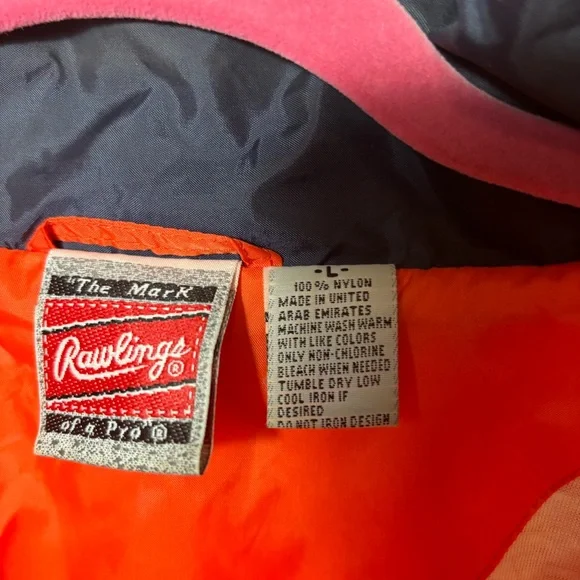 "The Mark
Rawlings®
of a Pro"®
-L-
100% NYLON
MADE IN UNITED
ARAB EMIRATES
MACHINE WASH WARM
WITH LIKE COLORS
ONLY NON-CHLORINE
BLEACH WHEN NEEDED
TUMBLE DRY LOW
COOL IRON IF
DESIRED
DO NOT IRON DESIGN